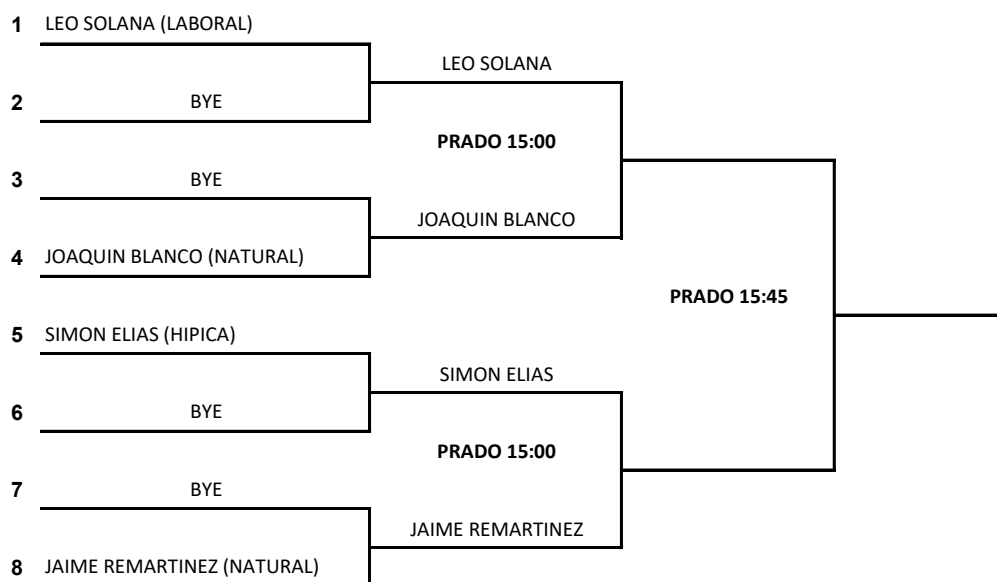 1 LEO SOLANA (LABORAL)
LEO SOLANA
2 BYE
PRADO 15:00
3 BYE
JOAQUIN BLANCO
4 JOAQUIN BLANCO (NATURAL)
PRADO 15:45
5 SIMON ELIAS (HIPICA)
SIMON ELIAS
6 BYE
PRADO 15:00
7 BYE
JAIME REMARTINEZ
8 JAIME REMARTINEZ (NATURAL)